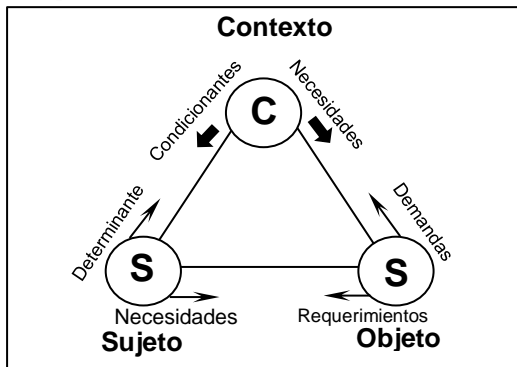 Contexto
Condicionantes
Necesidades
C
Determinante
Demandas
S
S
Necesidades
Requerimientos
Sujeto
Objeto